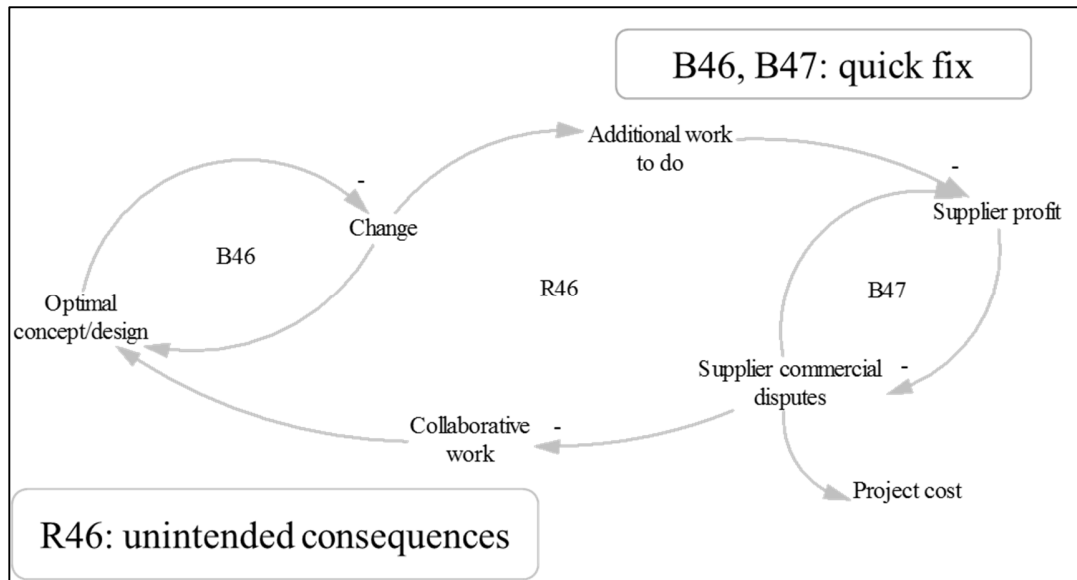 B46, B47: quick fix
Additional work
to do
-
-
Supplier profit
Change
B46
R46
B47
Optimal
concept/design
Supplier commercial
disputes
-
Collaborative
work
-
Project cost
R46: unintended consequences